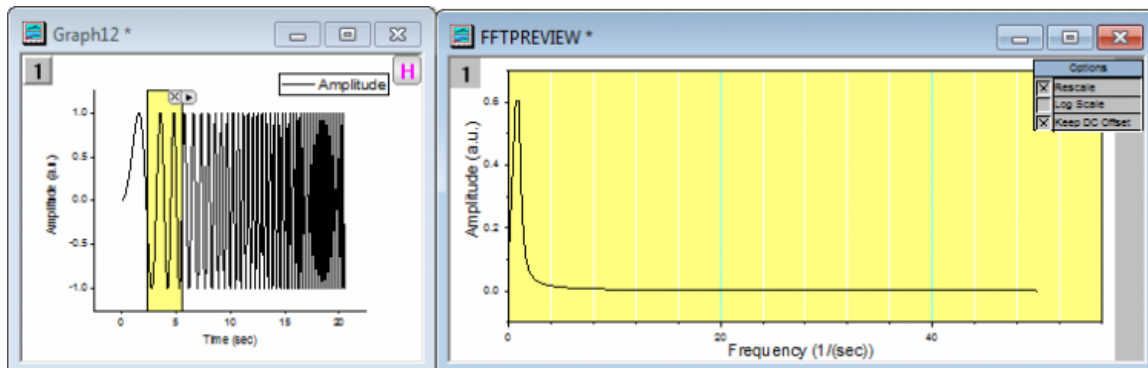 Graph12 *
1
H
Amplitude
1.0
0.5
0.0
-0.5
-1.0
Amplitude (a.u.)
0 5 10 15 20
Time (sec)
FFTPREVIEW *
1
Options
Rescale
Log Scale
Keep DC Offset
0.6
0.4
0.2
0.0
Amplitude (a.u.)
0 20 40
Frequency (1/(sec))